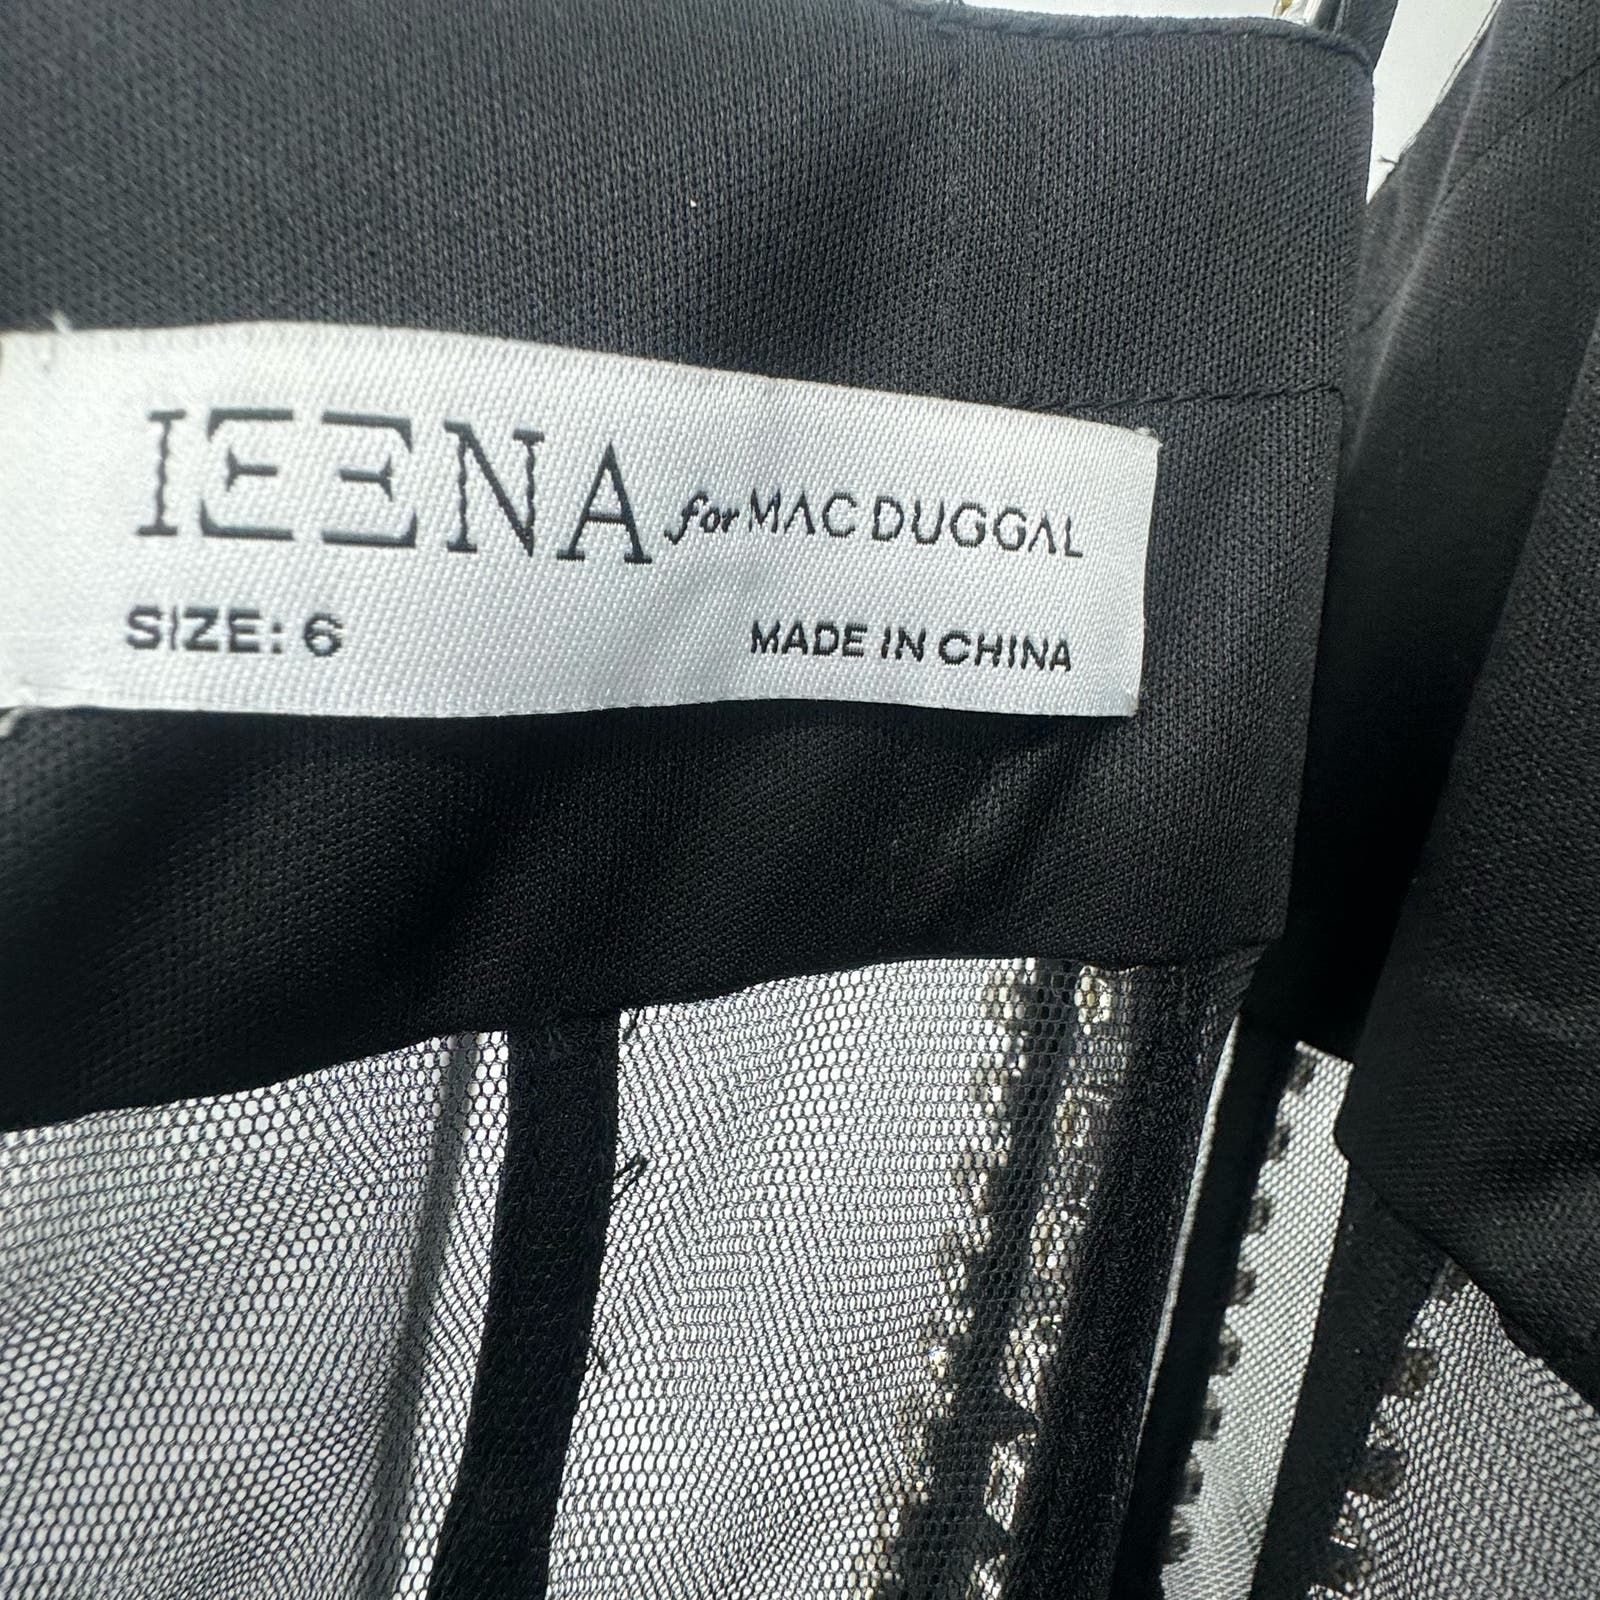 IEENA for MAC DUGGAL
SIZE: 6
MADE IN CHINA